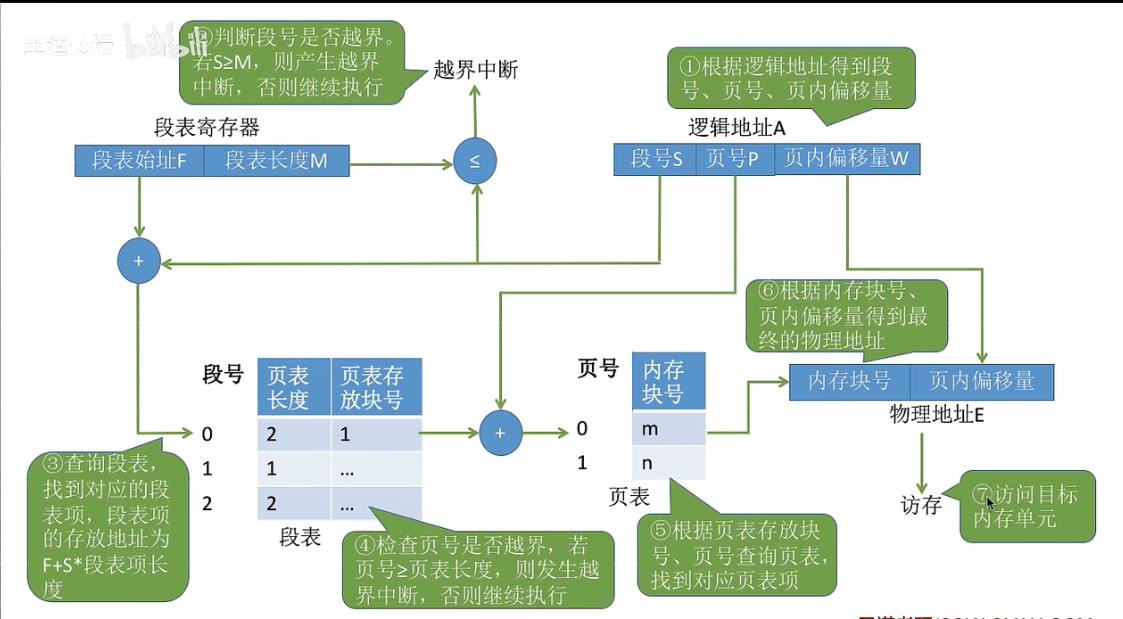 王道论坛 bilibili
②判断段号是否越界。
若S≥M，则产生越界
中断，否则继续执行
越界中断
①根据逻辑地址得到段
号、页号、页内偏移量
段表寄存器
逻辑地址A
段表始址F 段表长度M
≤
段号S 页号P 页内偏移量W
+
⑥根据内存块号、
页内偏移量得到最
终的物理地址
段号
页表
长度
页表存
放块号
页号
内存
块号
内存块号 页内偏移量
物理地址E
0 2 1
+
0 m
1 1 …
1 n
2 2 …
段表
页表
③查询段表，
找到对应的段
表项，段表项
的存放地址为
F+S*段表项长
度
④检查页号是否越界，若
页号≥页表长度，则发生越
界中断，否则继续执行
⑤根据页表存放块
号、页号查询页表，
找到对应页表项
访存
⑦访问目标
内存单元